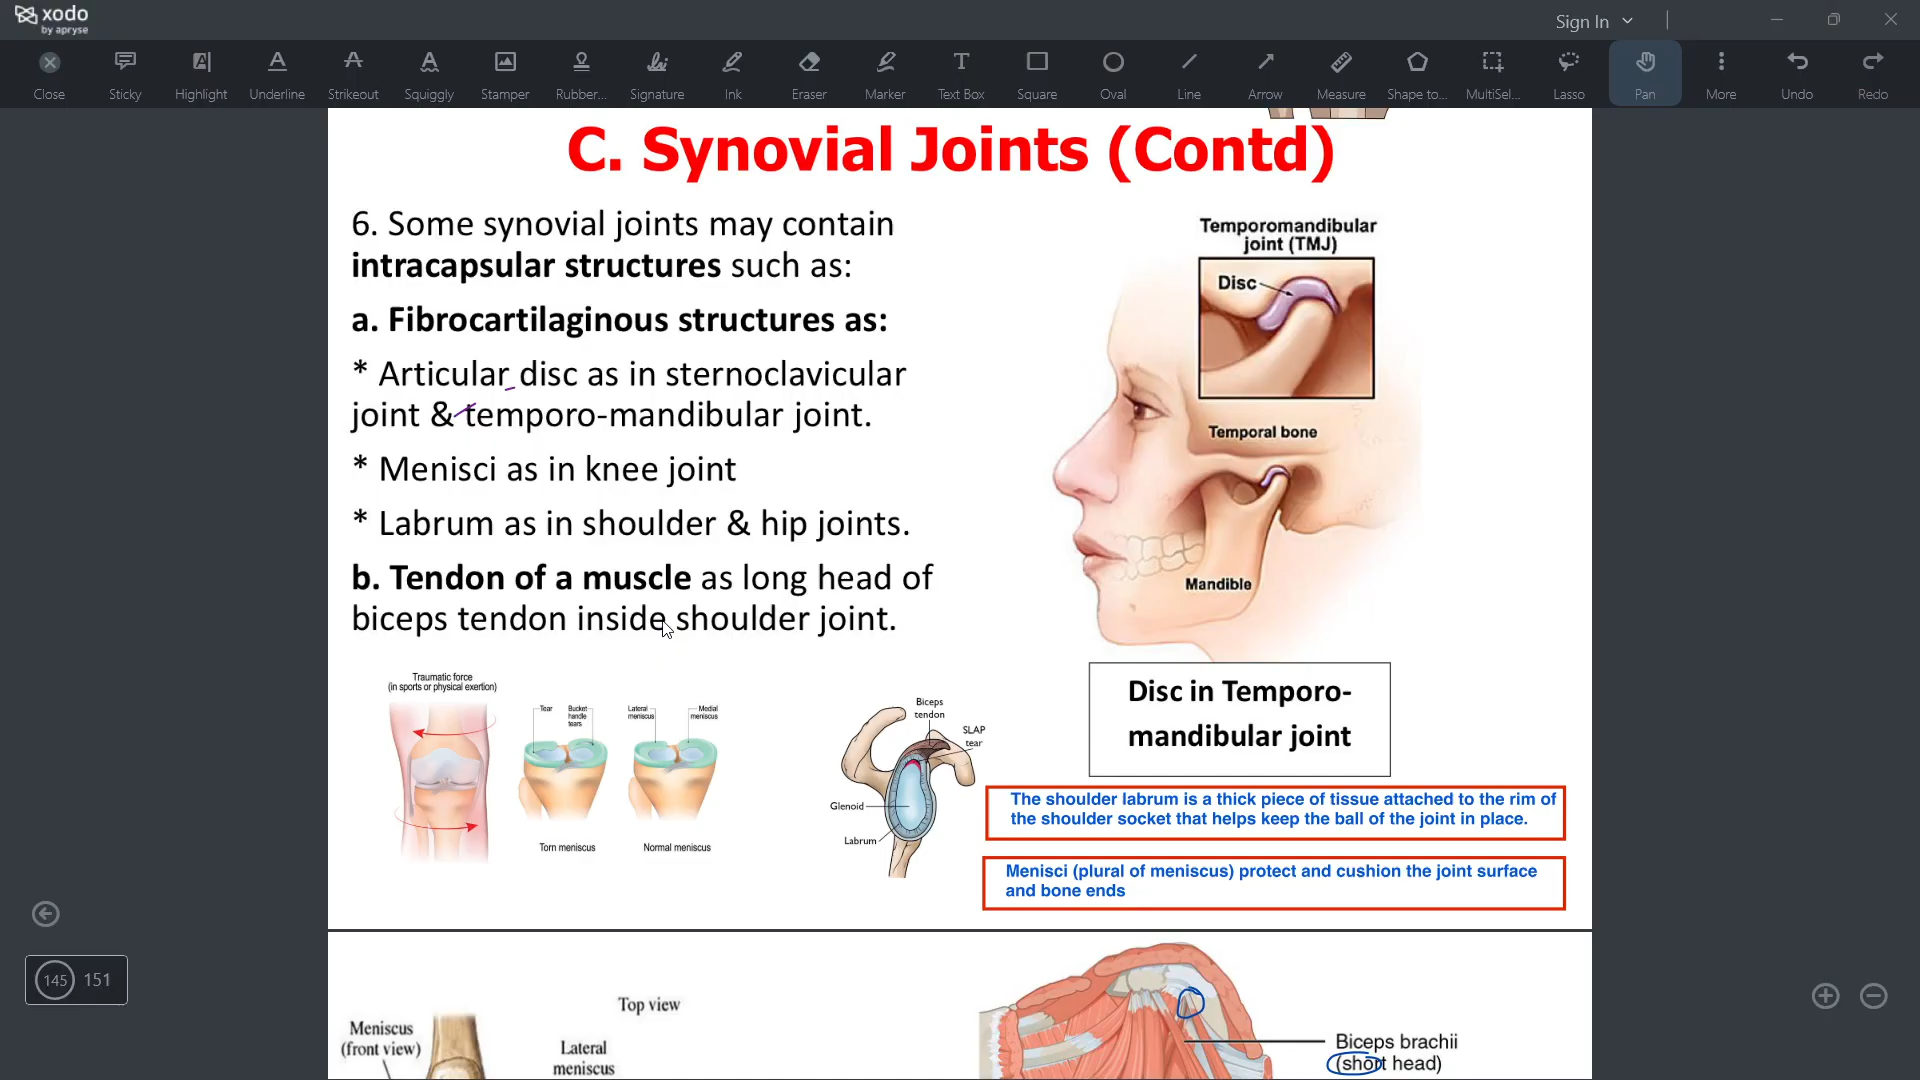 xodo
by apryse
Sign In
Close
Sticky
Highlight
Underline
Strikeout
Squiggly
Stamper
Rubber...
Signature
Ink
Eraser
Marker
Text Box
Square
Oval
Line
Arrow
Measure
Shape to...
MultiSel...
Lasso
Pan
More
Undo
Redo
C. Synovial Joints (Contd)
6. Some synovial joints may contain
intracapsular structures such as:
a. Fibrocartilaginous structures as:
* Articular disc as in sternoclavicular
joint & temporo-mandibular joint.
* Menisci as in knee joint
* Labrum as in shoulder & hip joints.
b. Tendon of a muscle as long head of
biceps tendon inside shoulder joint.
Temporomandibular
joint (TMJ)
Disc
Temporal bone
Mandible
Disc in Temporo-
mandibular joint
Traumatic force
(in sports or physical exertion)
Tear
Bucket
handle
tears
Torn meniscus
Lateral
meniscus
Medial
meniscus
Normal meniscus
Biceps
tendon
SLAP
tear
Glenoid
Labrum
The shoulder labrum is a thick piece of tissue attached to the rim of
the shoulder socket that helps keep the ball of the joint in place.
Menisci (plural of meniscus) protect and cushion the joint surface
and bone ends
145 151
Meniscus
(front view)
Top view
Lateral
meniscus
Biceps brachii
(short head)